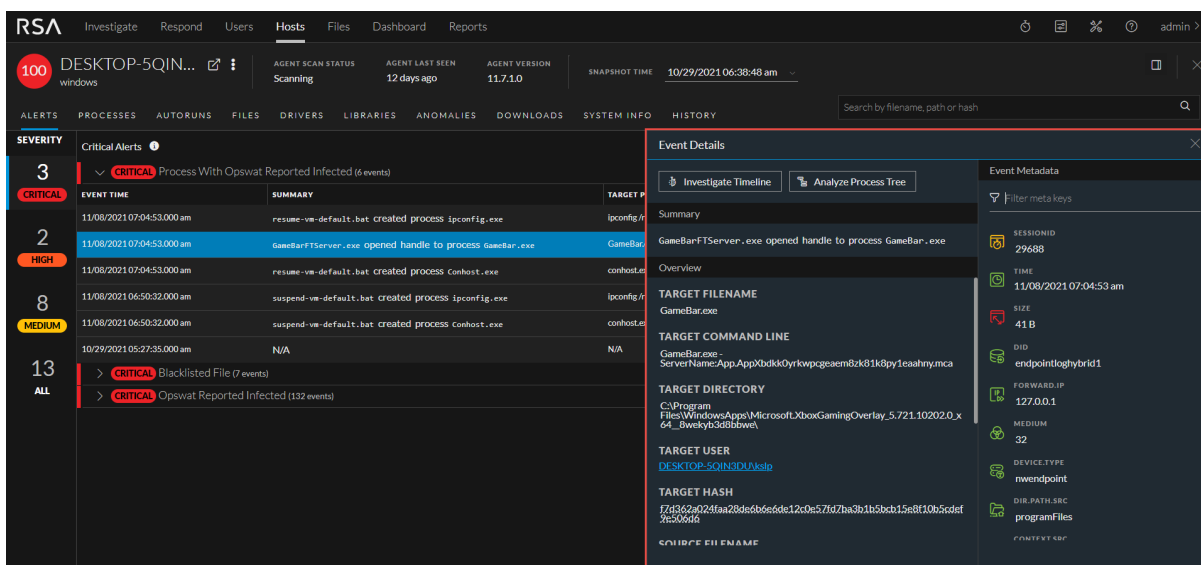 RSA Investigate Respond Users Hosts Files Dashboard Reports admin
100 DESKTOP-5QIN... AGENT SCAN STATUS AGENT LAST SEEN AGENT VERSION SNAPSHOT TIME 10/29/2021 06:38:48 am
windows Scanning 12 days ago 11.7.1.0
Search by filename, path or hash
ALERTS PROCESSES AUTORUNS FILES DRIVERS LIBRARIES ANOMALIES DOWNLOADS SYSTEM INFO HISTORY
SEVERITY
3
CRITICAL
2
HIGH
8
MEDIUM
13
ALL
Critical Alerts
CRITICAL Process With Opswat Reported Infected (6 events)
EVENT TIME SUMMARY TARGET P
11/08/2021 07:04:53.000 am resume-vm-default.bat created process ipconfig.exe ipconfig /r
11/08/2021 07:04:53.000 am GameBarFTServer.exe opened handle to process GameBar.exe GameBar.
11/08/2021 07:04:53.000 am resume-vm-default.bat created process Conhost.exe conhost.e
11/08/2021 06:50:32.000 am suspend-vm-default.bat created process ipconfig.exe ipconfig /r
11/08/2021 06:50:32.000 am suspend-vm-default.bat created process Conhost.exe conhost.e
10/29/2021 05:27:35.000 am N/A N/A
CRITICAL Blacklisted File (7 events)
CRITICAL Opswat Reported Infected (132 events)
Event Details
Investigate Timeline Analyze Process Tree
Summary
GameBarFTServer.exe opened handle to process GameBar.exe
Overview
TARGET FILENAME
GameBar.exe
TARGET COMMAND LINE
GameBar.exe -
ServerName:App.AppXbdkk0yrkwpcgeaem8zk81k8py1eaahny.mca
TARGET DIRECTORY
C:\Program
Files\WindowsApps\Microsoft.XboxGamingOverlay_5.721.10202.0_x
64__8wekyb3d8bbwe\
TARGET USER
DESKTOP-5QIN3DU\kslp
TARGET HASH
f7d362a024faa28de6b6e6de12c0e57fd7ba3b1b5bcb15e8f10b5cdef
9e506d6
SOURCE FILENAME
Event Metadata
Filter meta keys
SESSIONID
29688
TIME
11/08/2021 07:04:53 am
SIZE
41 B
DID
endpointloghybrid1
FORWARD.IP
127.0.0.1
MEDIUM
32
DEVICE.TYPE
nwendpoint
DIR.PATH.SRC
programFiles
CONTEXT.SRC